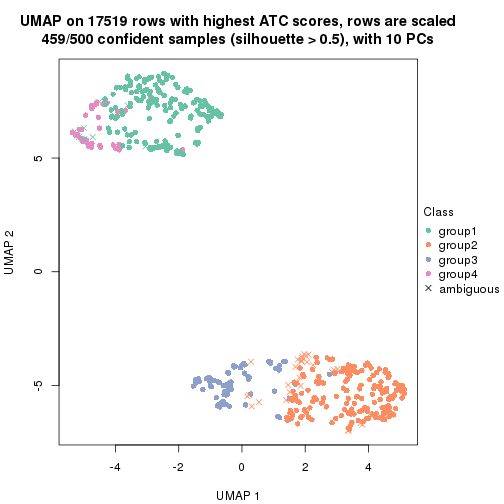 UMAP on 17519 rows with highest ATC scores, rows are scaled
459/500 confident samples (silhouette > 0.5), with 10 PCs
5
0
-5
UMAP 2
-4
-2
0
2
4
UMAP 1
Class
group1
group2
group3
group4
ambiguous